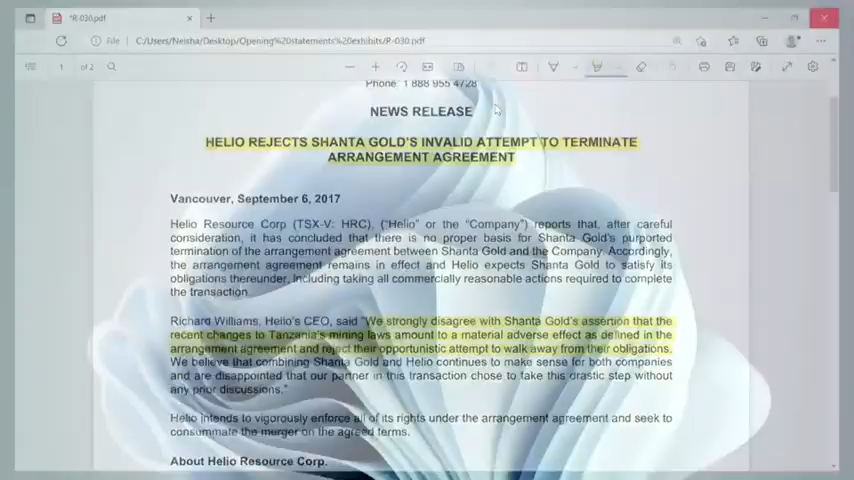 *R-030.pdf
File
C:/Users/Neisha/Desktop/Opening%20statements%20exhibits/R-030.pdf
1 of 2
Phone: 1 888 955 4728
NEWS RELEASE
HELIO REJECTS SHANTA GOLD'S INVALID ATTEMPT TO TERMINATE
ARRANGEMENT AGREEMENT
Vancouver, September 6, 2017
Helio Resource Corp (TSX-V: HRC), ("Helio" or the "Company") reports that, after careful
consideration, it has concluded that there is no proper basis for Shanta Gold's purported
termination of the arrangement agreement between Shanta Gold and the Company. Accordingly,
the arrangement agreement remains in effect and Helio expects Shanta Gold to satisfy its
obligations thereunder, including taking all commercially reasonable actions required to complete
the transaction.
Richard Williams, Helio's CEO, said "We strongly disagree with Shanta Gold's assertion that the
recent changes to Tanzania's mining laws amount to a material adverse effect as defined in the
arrangement agreement and reject their opportunistic attempt to walk away from their obligations.
We believe that combining Shanta Gold and Helio continues to make sense for both companies
and are disappointed that our partner in this transaction chose to take this drastic step without
any prior discussions."
Helio intends to vigorously enforce all of its rights under the arrangement agreement and seek to
consummate the merger on the agreed terms.
About Helio Resource Corp.